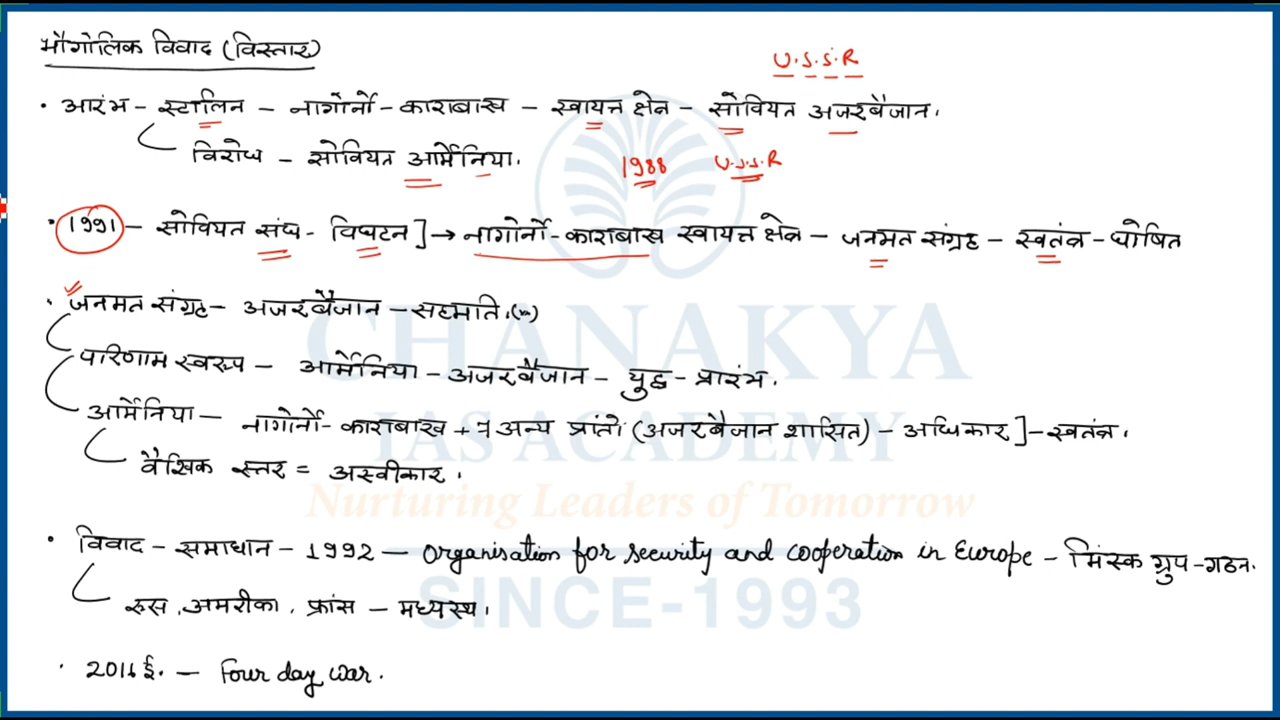 भौगोलिक विवाद (विस्तार)
U.S.S.R
• आरंभ - स्टालिन - नागोर्नो-काराबाख - स्वायत्त क्षेत्र - सोवियत अजरबैजान.
विरोध - सोवियत आर्मेनिया.
1988 U.S.S.R
• 1991 - सोवियत संघ - विघटन] → नागोर्नो-काराबाख स्वायत्त क्षेत्र - जनमत संग्रह - स्वतंत्र - घोषित
• जनमत संग्रह - अजरबैजान - सहमति.(x)
परिणाम स्वरूप - आर्मेनिया - अजरबैजान - युद्ध - प्रारंभ.
आर्मेनिया - नागोर्नो-काराबाख + 7 अन्य प्रांतो (अजरबैजान शासित) - अधिकार] - स्वतंत्र.
वैश्विक स्तर = अस्वीकार.
• विवाद - समाधान - 1992 - Organisation for security and cooperation in Europe - मिंस्क ग्रुप - गठन.
रूस, अमरीका, फ्रांस - मध्यस्थ.
• 2016 ई. - Four day war.
CHANAKYA
IAS ACADEMY
Nurturing Leaders of Tomorrow
SINCE-1993